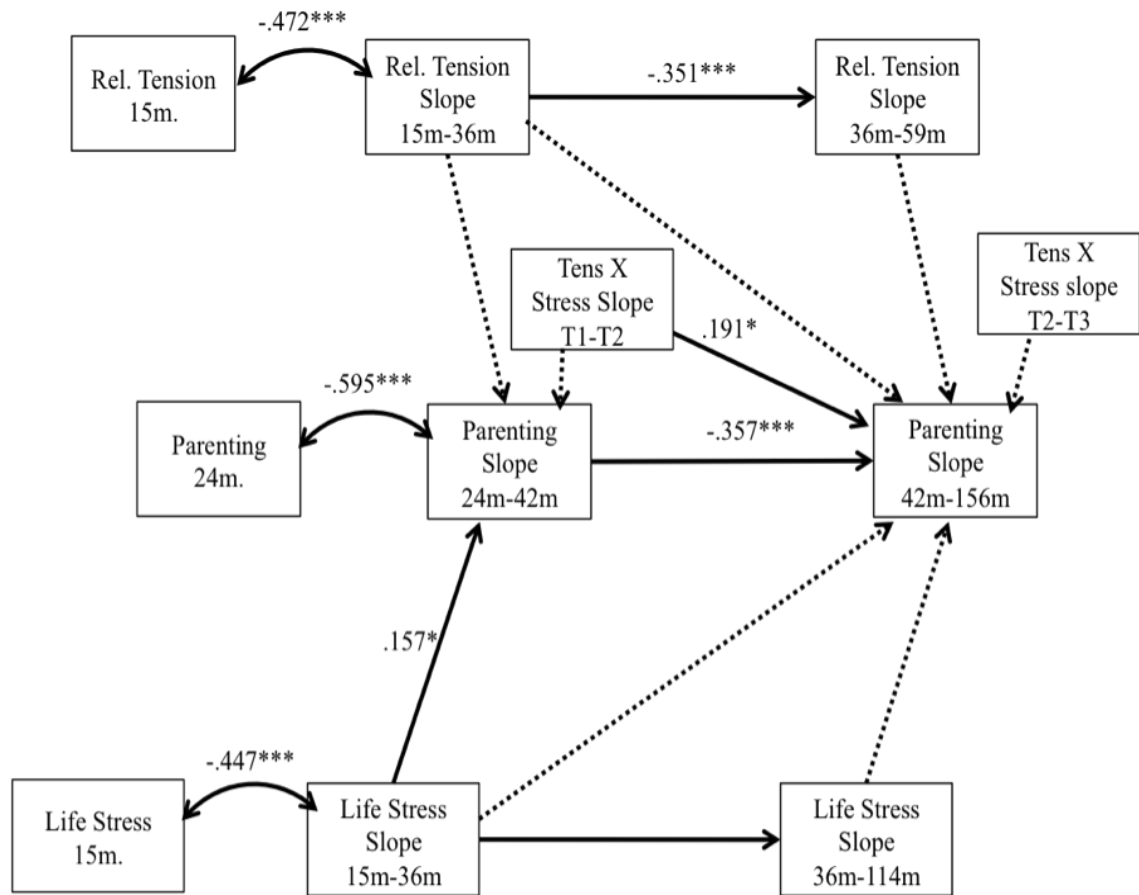 -.472***
Rel. Tension
15m.
Rel. Tension
Slope
15m-36m
-.351***
Rel. Tension
Slope
36m-59m
Tens X
Stress Slope
T1-T2
Tens X
Stress slope
T2-T3
.191*
-.595***
Parenting
24m.
Parenting
Slope
24m-42m
-.357***
Parenting
Slope
42m-156m
.157*
-.447***
Life Stress
15m.
Life Stress
Slope
15m-36m
Life Stress
Slope
36m-114m